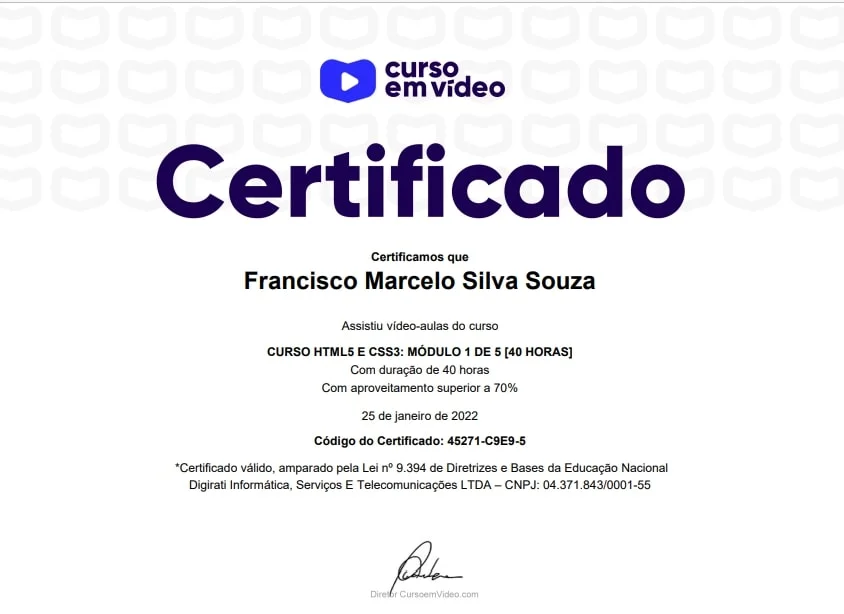 curso
em vídeo
Certificado
Certificamos que
Francisco Marcelo Silva Souza
Assistiu vídeo-aulas do curso
CURSO HTML5 E CSS3: MÓDULO 1 DE 5 [40 HORAS]
Com duração de 40 horas
Com aproveitamento superior a 70%
25 de janeiro de 2022
Código do Certificado: 45271-C9E9-5
*Certificado válido, amparado pela Lei nº 9.394 de Diretrizes e Bases da Educação Nacional
Digirati Informática, Serviços E Telecomunicações LTDA – CNPJ: 04.371.843/0001-55
Diretor CursoemVideo.com